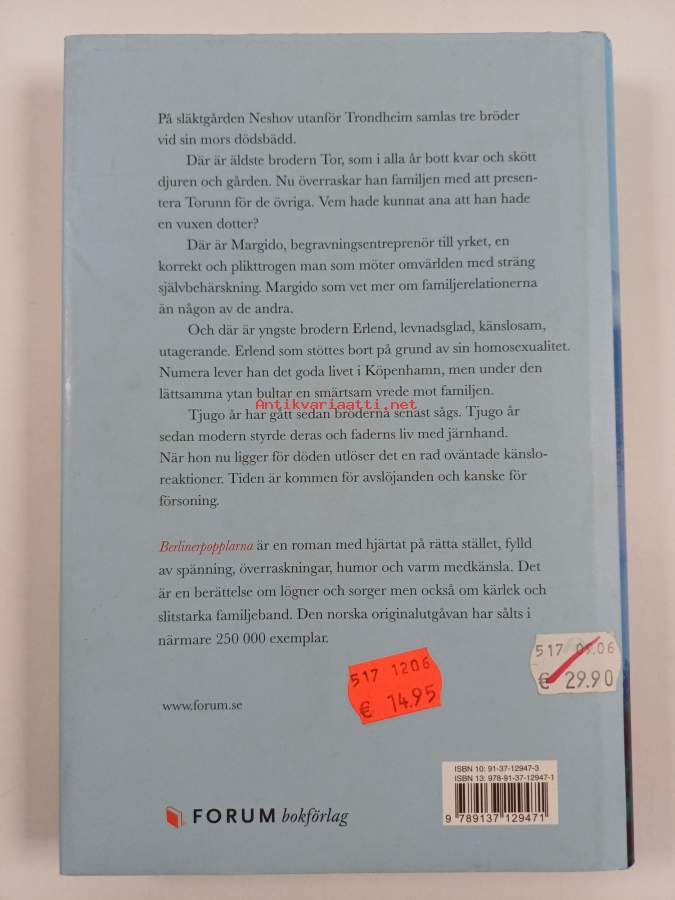 På släktgården Neshov utanför Trondheim samlas tre bröder
vid sin mors dödsbädd.
Där är äldste brodern Tor, som i alla år bott kvar och skött
djuren och gården. Nu överraskar han familjen med att presen-
tera Torunn för de övriga. Vem hade kunnat ana att han hade
en vuxen dotter?
Där är Margido, begravningsentreprenör till yrket, en
korrekt och plikttrogen man som möter omvärlden med sträng
självbehärskning. Margido som vet mer om familjerelationerna
än någon av de andra.
Och där är yngste brodern Erlend, levnadsglad, känslosam,
utagerande. Erlend som stöttes bort på grund av sin homosexualitet.
Numera lever han det goda livet i Köpenhamn, men under den
lättsamma ytan bultar en smärtsam vrede mot familjen.
Antikvariaatti.net
Tjugo år har gått sedan bröderna senast sågs. Tjugo år
sedan modern styrde deras och faderns liv med järnhand.
När hon nu ligger för döden utlöser det en rad oväntade känslo-
reaktioner. Tiden är kommen för avslöjanden och kanske för
försoning.
Berlinerpopplarna är en roman med hjärtat på rätta stället, fylld
av spänning, överraskningar, humor och varm medkänsla. Det
är en berättelse om lögner och sorger men också om kärlek och
slitstarka familjeband. Den norska originalutgåvan har sålts i
närmare 250 000 exemplar.
517 1206
€ 14.95
517 09.06
€ 29.90
www.forum.se
ISBN 10: 91-37-12947-3
ISBN 13: 978-91-37-12947-1
9 789137 129471
FORUM bokförlag